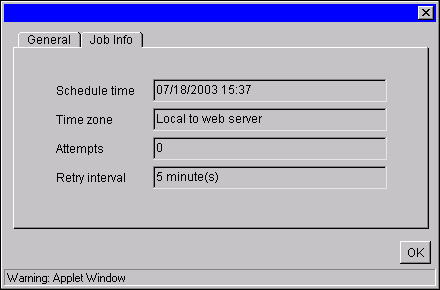 General Job Info
Schedule time 07/18/2003 15:37
Time zone Local to web server
Attempts 0
Retry interval 5 minute(s)
OK
Warning: Applet Window